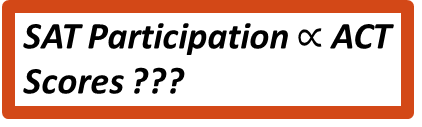 SAT Participation ∝ ACT
Scores ???